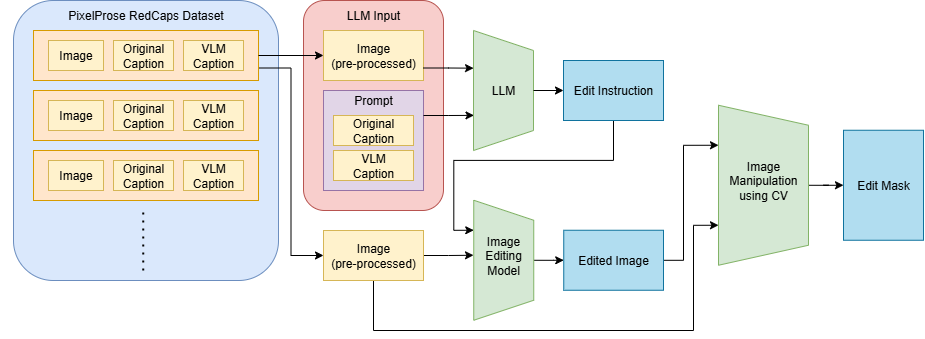 PixelProse RedCaps Dataset
Image
Original
Caption
VLM
Caption
Image
Original
Caption
VLM
Caption
Image
Original
Caption
VLM
Caption
LLM Input
Image
(pre-processed)
Prompt
Original
Caption
VLM
Caption
LLM
Edit Instruction
Image
(pre-processed)
Image
Editing
Model
Edited Image
Image
Manipulation
using CV
Edit Mask